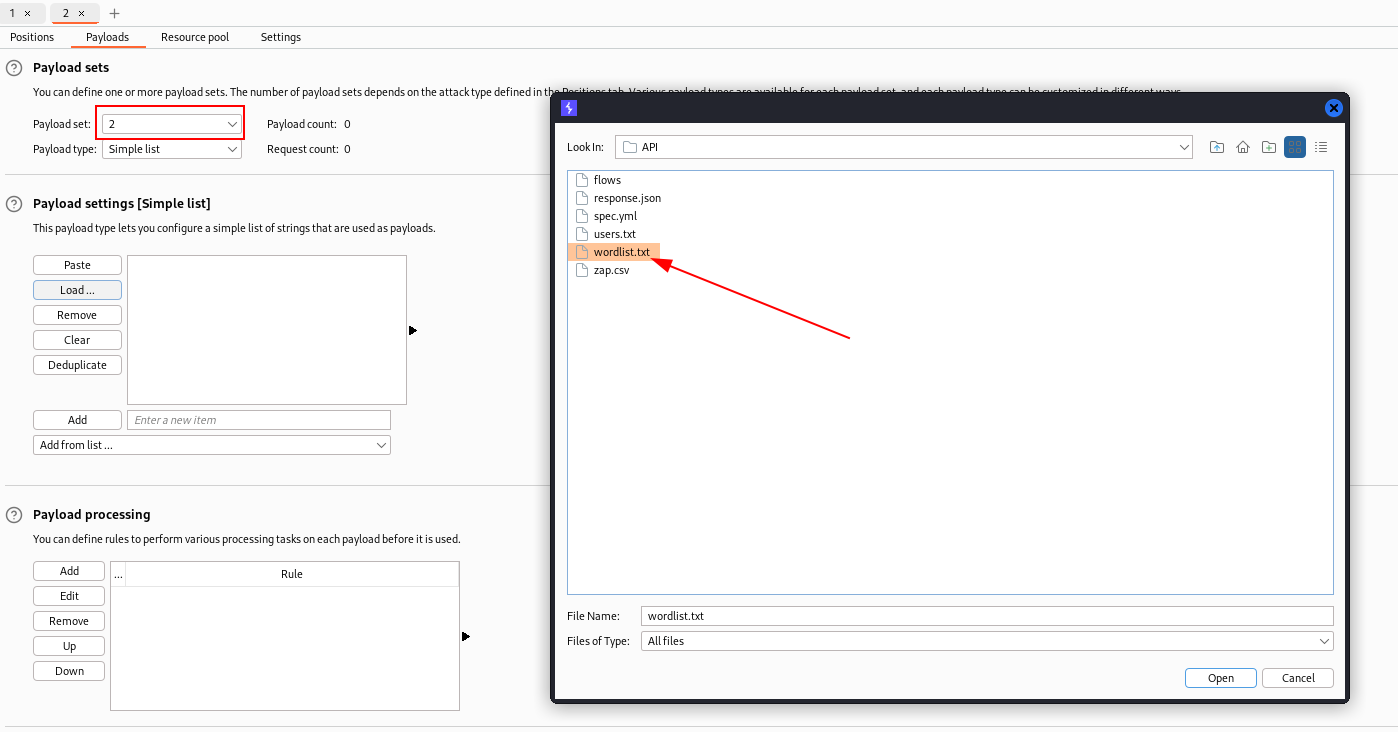 1 ×
2 ×
+
Positions Payloads Resource pool Settings
? Payload sets
You can define one or more payload sets. The number of payload sets depends on the attack type defined in the Positions tab. Various payload types are available for each payload set, and each payload type can be customized in different ways.
Payload set: 2 Payload count: 0
Payload type: Simple list Request count: 0
? Payload settings [Simple list]
This payload type lets you configure a simple list of strings that are used as payloads.
Paste
Load ...
Remove
Clear
Deduplicate
Add Enter a new item
Add from list ...
? Payload processing
You can define rules to perform various processing tasks on each payload before it is used.
Add
Edit
Remove
Up
Down
... Rule
Look In: API
flows
response.json
spec.yml
users.txt
wordlist.txt
zap.csv
File Name: wordlist.txt
Files of Type: All files
Open Cancel